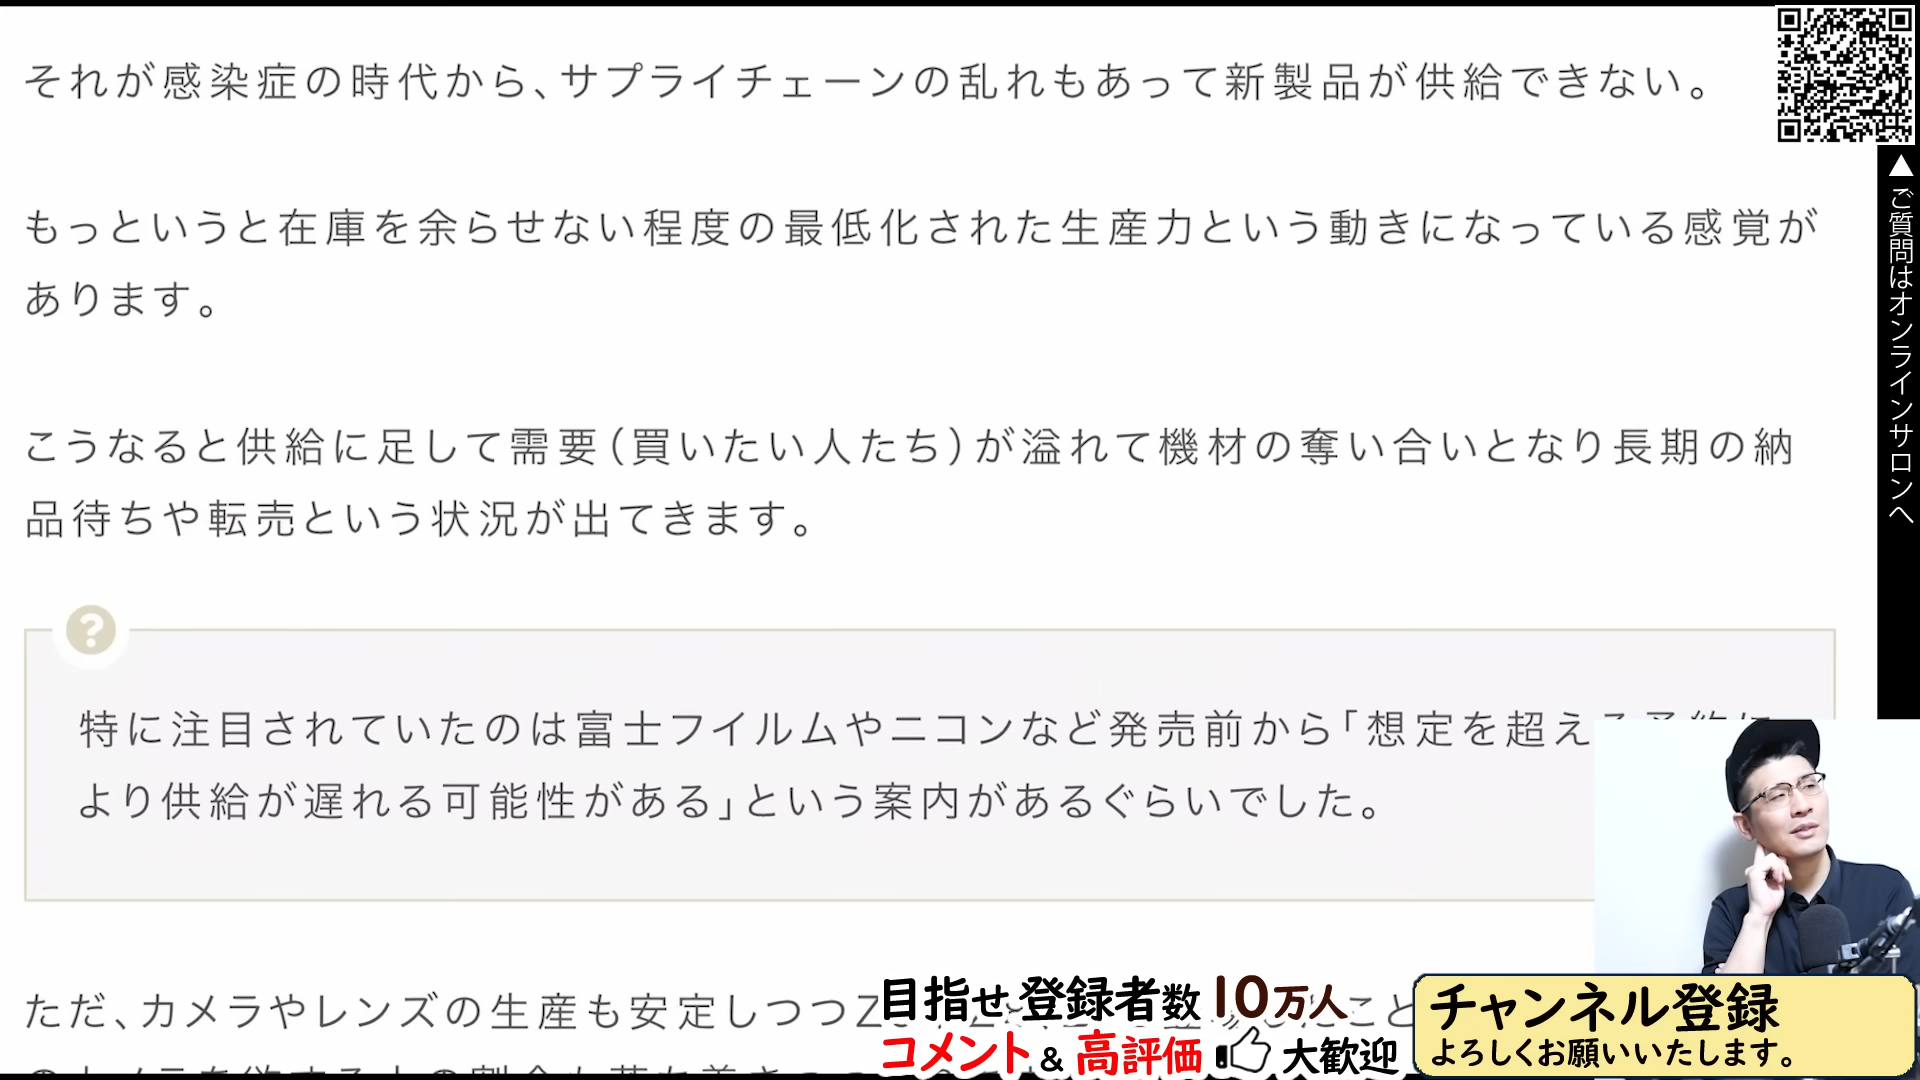 それが感染症の時代から、サプライチェーンの乱れもあって新製品が供給できない。
もっというと在庫を余らせない程度の最低化された生産力という動きになっている感覚が
あります。
こうなると供給に足して需要(買いたい人たち)が溢れて機材の奪い合いとなり長期の納
品待ちや転売という状況が出てきます。
?
特に注目されていたのは富士フイルムやニコンなど発売前から「想定を超え
より供給が遅れる可能性がある」という案内があるぐらいでした。
ただ、カメラやレンズの生産も安定しつつ
▲ご質問はオンラインサロンへ
目指せ登録者数10万人
コメント&高評価 大歓迎
チャンネル登録
よろしくお願いいたします。